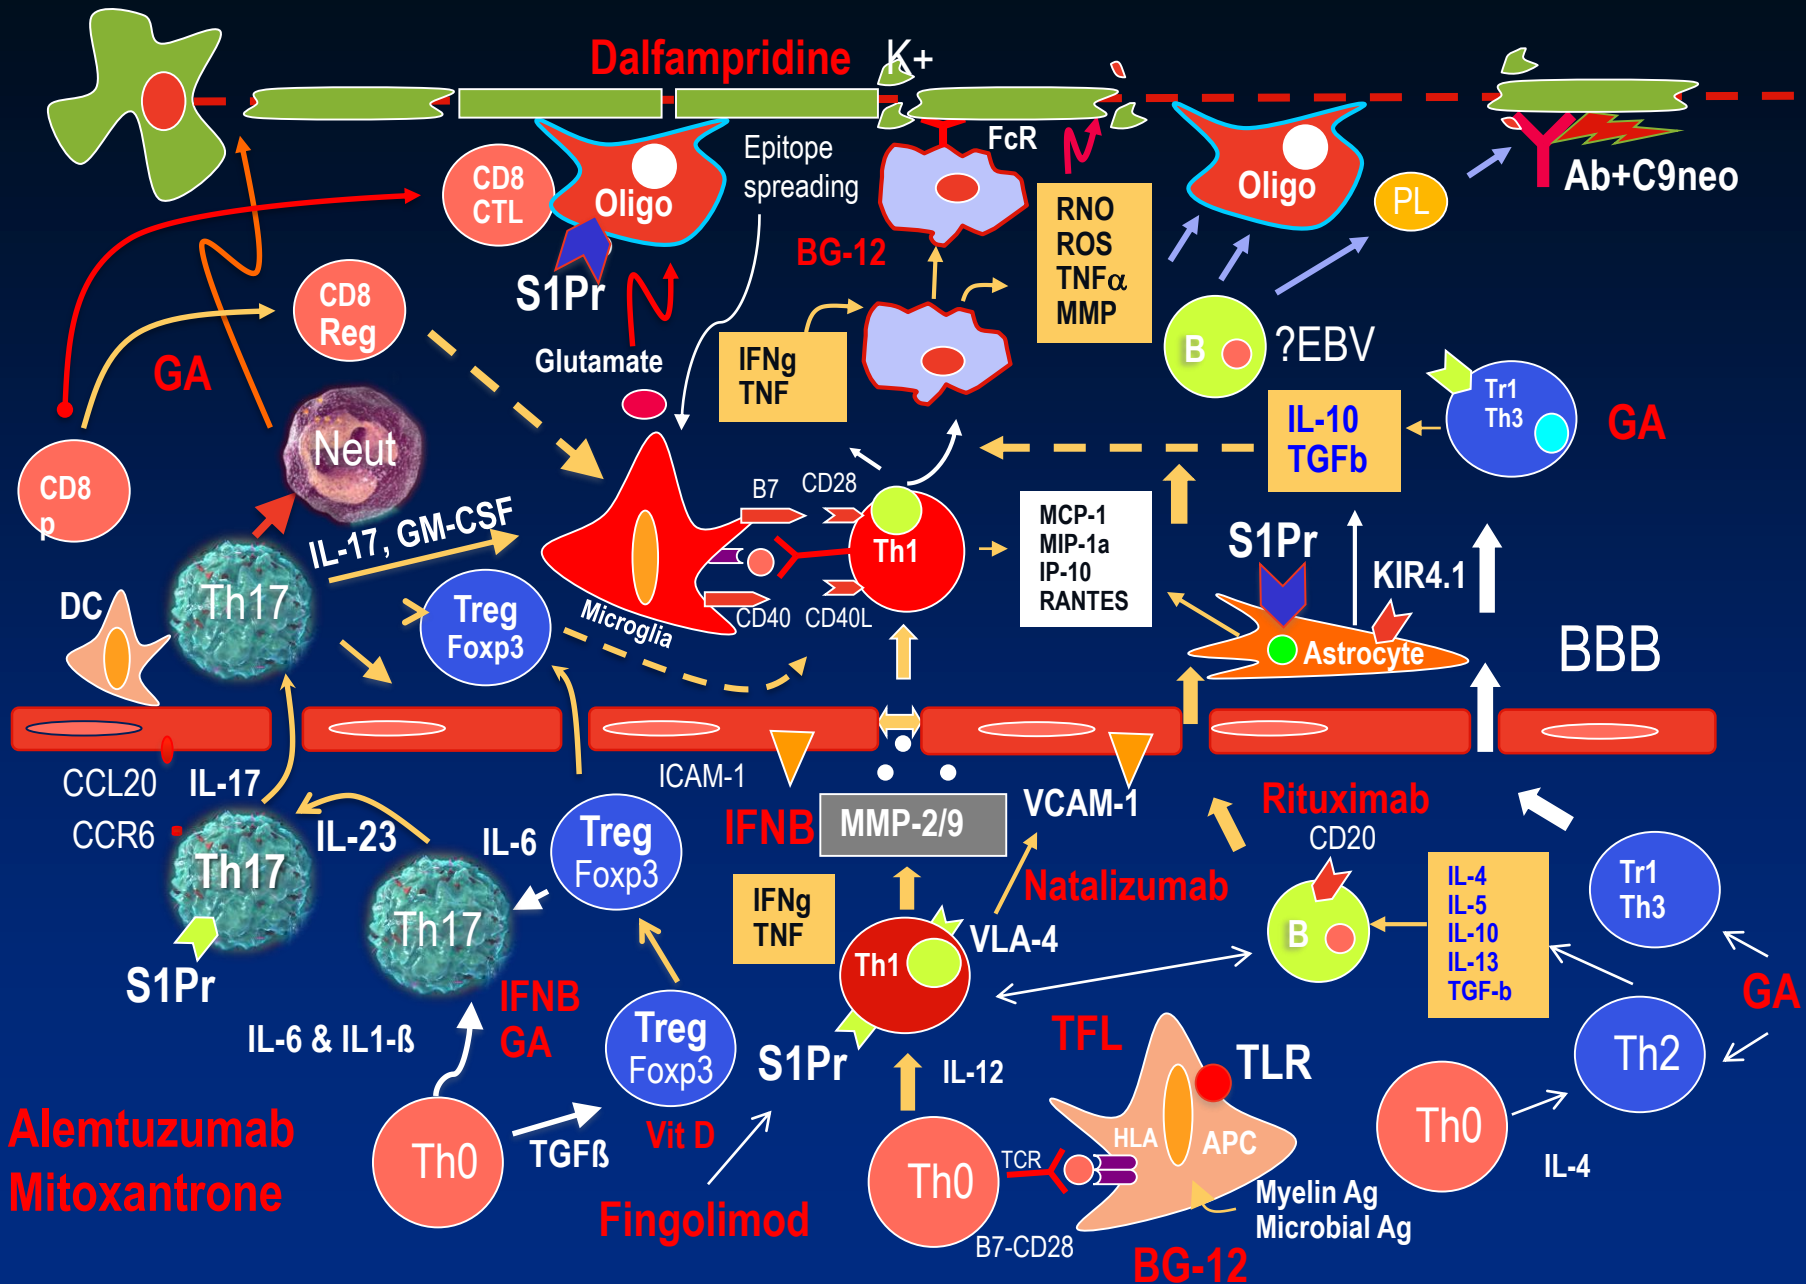 Dalfampridine
K+
CD8
CTL
Oligo
Epitope
spreading
FcR
Oligo
PL
Ab+C9neo
RNO
ROS
TNFα
MMP
BG-12
S1Pr
CD8
Reg
GA
Glutamate
IFNg
TNF
B
?EBV
Tr1
Th3
GA
IL-10
TGFb
Neut
CD8
p
IL-17, GM-CSF
B7
CD28
Th1
MCP-1
MIP-1a
IP-10
RANTES
S1Pr
KIR4.1
Th17
DC
Treg
Foxp3
Microglia
CD40
CD40L
Astrocyte
BBB
CCL20
IL-17
ICAM-1
CCR6
IL-23
IL-6
Treg
Foxp3
IFNB
MMP-2/9
VCAM-1
Rituximab
CD20
Th17
Th17
IFNg
TNF
Natalizumab
VLA-4
Th1
B
IL-4
IL-5
IL-10
IL-13
TGF-b
Tr1
Th3
S1Pr
IFNB
GA
GA
IL-6 & IL1-ß
Treg
Foxp3
S1Pr
TFL
TLR
IL-12
Th2
Alemtuzumab
Mitoxantrone
Th0
TGFß
Vit D
Fingolimod
Th0
TCR
HLA
APC
Th0
IL-4
Myelin Ag
Microbial Ag
B7-CD28
BG-12